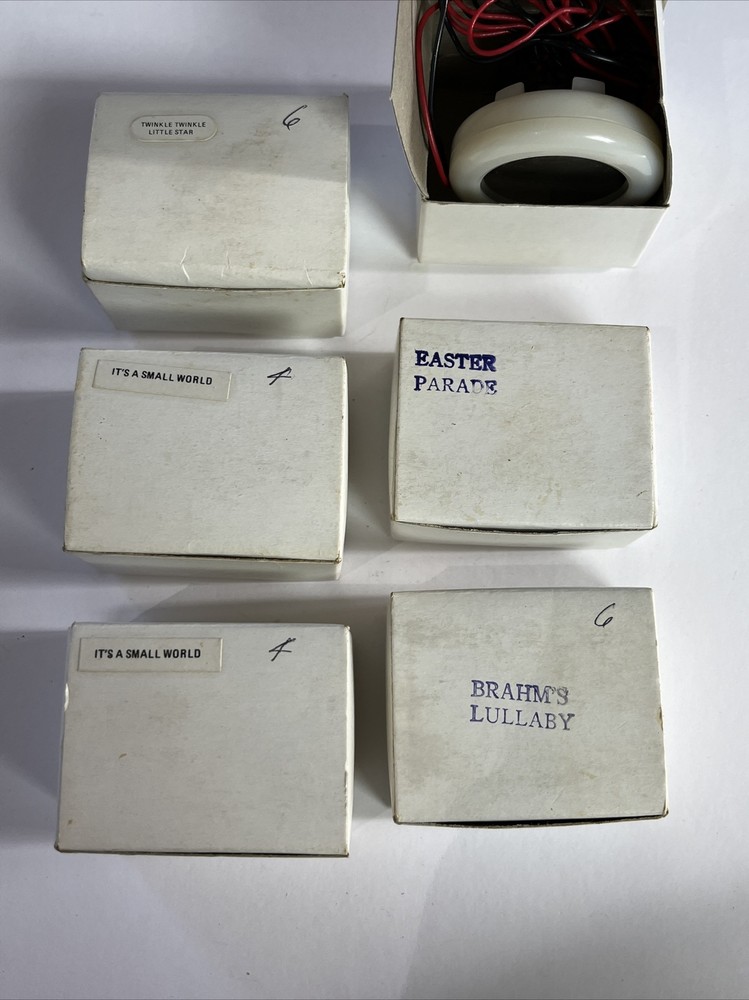 TWINKLE TWINKLE
LITTLE STAR
6
IT'S A SMALL WORLD
4
EASTER
PARADE
IT'S A SMALL WORLD
4
6
BRAHM'S
LULLABY